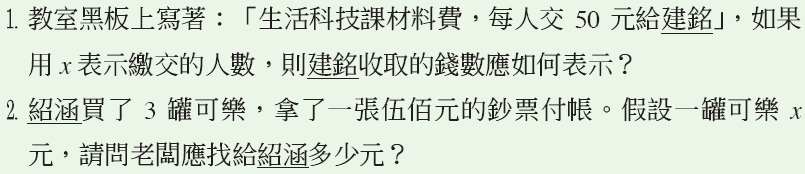 1. 教室黑板上寫著：「生活科技課材料費，每人交 50 元給建銘」，如果
用 x 表示繳交的人數，則建銘收取的錢數應如何表示？
2. 紹涵買了 3 罐可樂，拿了一張伍佰元的鈔票付帳。假設一罐可樂 x
元，請問老闆應找給紹涵多少元？